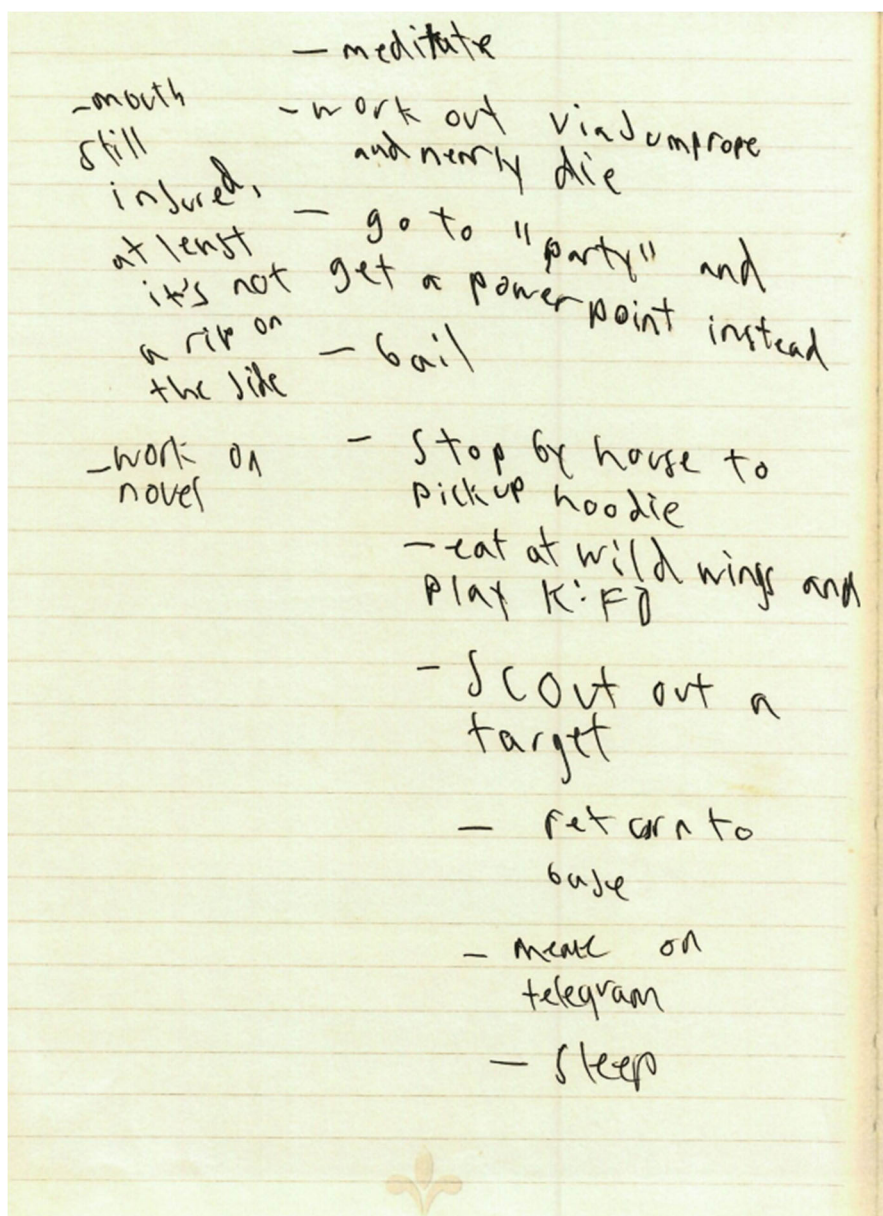 - meditate
- work out via Jumprope
and nearly die
- go to "party" and
get a powerpoint instead
- bail
- Stop by house to
pickup hoodie
- eat at wild wings and
play K:FD
- Scout out a
target
- return to
base
- meme on
telegram
- sleep
- mouth
still
injured,
at least
it's not
a rip on
the side
- work on
novel